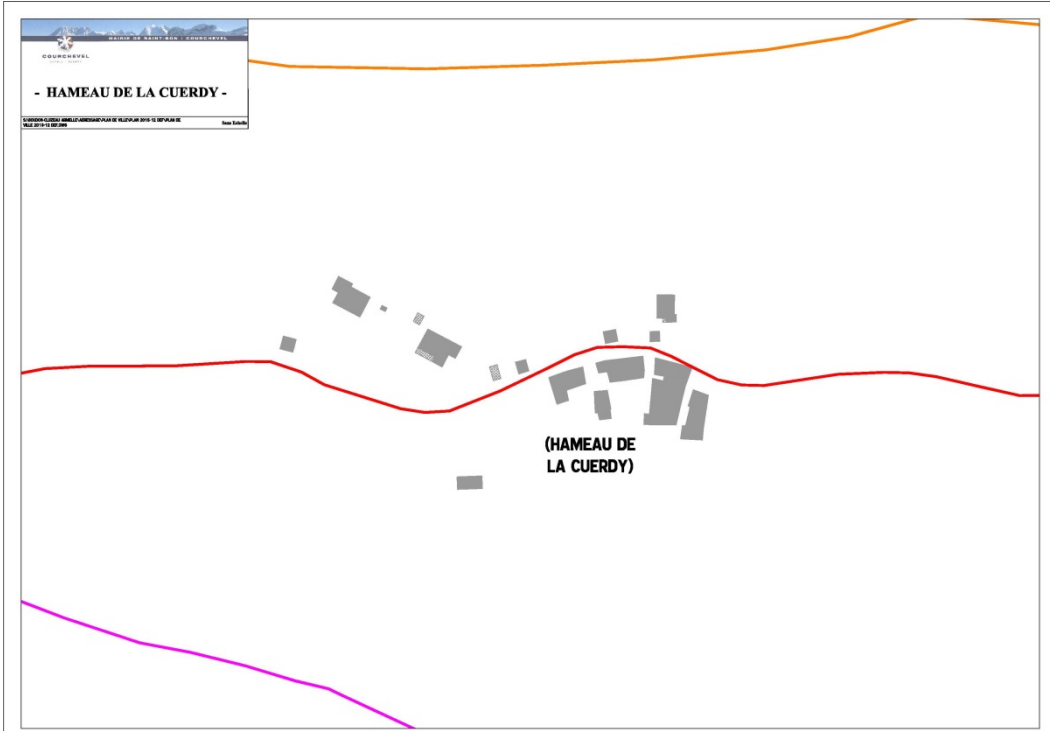 MAIRIE DE SAINT-BON - COURCHEVEL
COURCHEVEL
- HAMEAU DE LA CUERDY -
Sans Echelle
(HAMEAU DE
LA CUERDY)